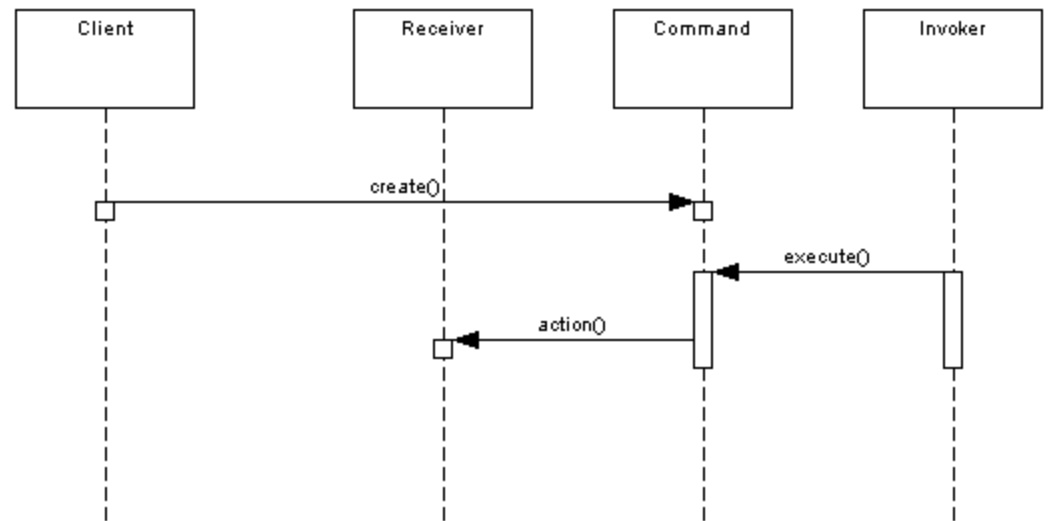 Client
Receiver
Command
Invoker
create()
execute()
action()